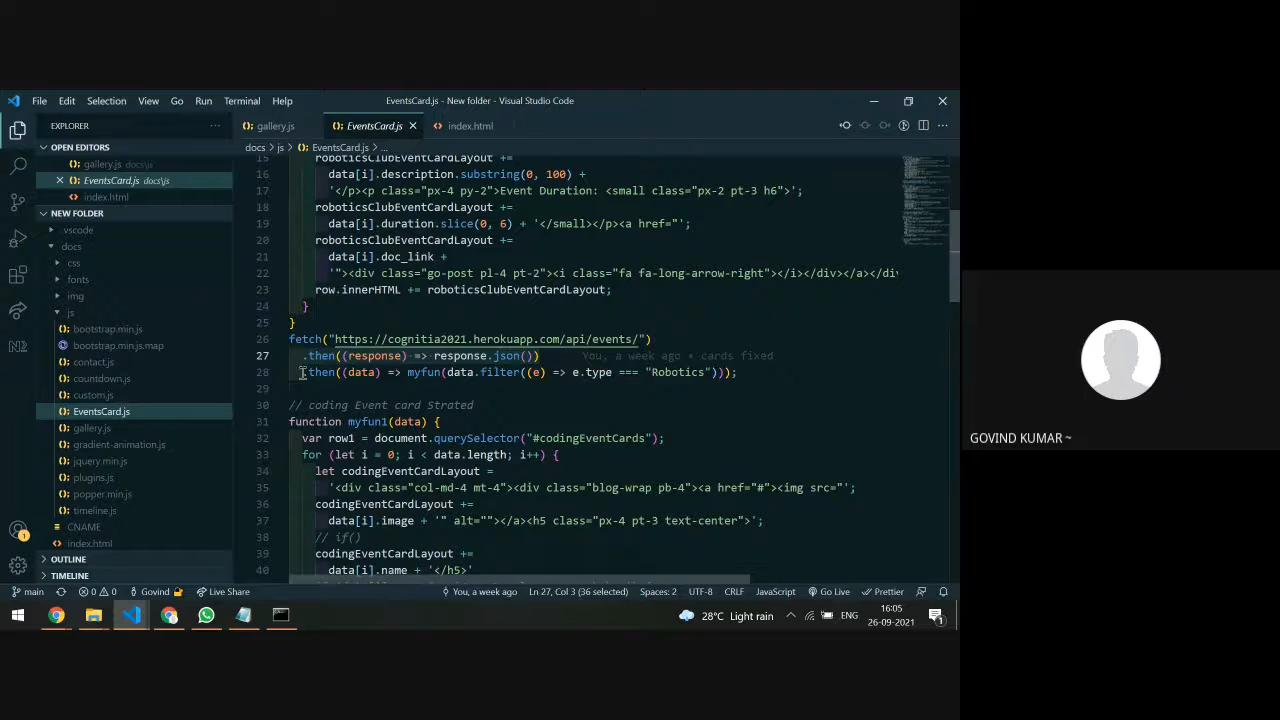 File Edit Selection View Go Run Terminal Help EventsCard.js - New folder - Visual Studio Code
EXPLORER ···
gallery.js EventsCard.js index.html
OPEN EDITORS
gallery.js docs\js
EventsCard.js docs\js
index.html
NEW FOLDER
.vscode
docs
css
fonts
img
js
bootstrap.min.js
bootstrap.min.js.map
contact.js
countdown.js
custom.js
EventsCard.js
gallery.js
gradient-animation.js
jquery.min.js
plugins.js
popper.min.js
timeline.js
CNAME
index.html
OUTLINE
TIMELINE
docs > js > EventsCard.js > ...
15 roboticsClubEventCardLayout +=
16 data[i].description.substring(0, 100) +
17 '</p><p class="px-4 py-2">Event Duration: <small class="px-2 pt-3 h6">';
18 roboticsClubEventCardLayout +=
19 data[i].duration.slice(0, 6) + '</small></p><a href="';
20 roboticsClubEventCardLayout +=
21 data[i].doc_link +
22 '"><div class="go-post pl-4 pt-2"><i class="fa fa-long-arrow-right"></i></div></a></div
23 row.innerHTML += roboticsClubEventCardLayout;
24 }
25 }
26 fetch("https://cognitia2021.herokuapp.com/api/events/")
27 .then((response) => response.json()) You, a week ago • cards fixed
28 .then((data) => myfun(data.filter((e) => e.type === "Robotics")));
29
30 // coding Event card Strated
31 function myfun1(data) {
32 var row1 = document.querySelector("#codingEventCards");
33 for (let i = 0; i < data.length; i++) {
34 let codingEventCardLayout =
35 '<div class="col-md-4 mt-4"><div class="blog-wrap pb-4"><a href="#"><img src="';
36 codingEventCardLayout +=
37 data[i].image + '" alt=""></a><h5 class="px-4 pt-3 text-center">';
38 // if()
39 codingEventCardLayout +=
40 data[i].name + '</h5>'
main 0 0 Govind Live Share You, a week ago Ln 27, Col 3 (36 selected) Spaces: 2 UTF-8 CRLF JavaScript Go Live Prettier
28°C Light rain ENG 16:05
26-09-2021
1
GOVIND KUMAR ~